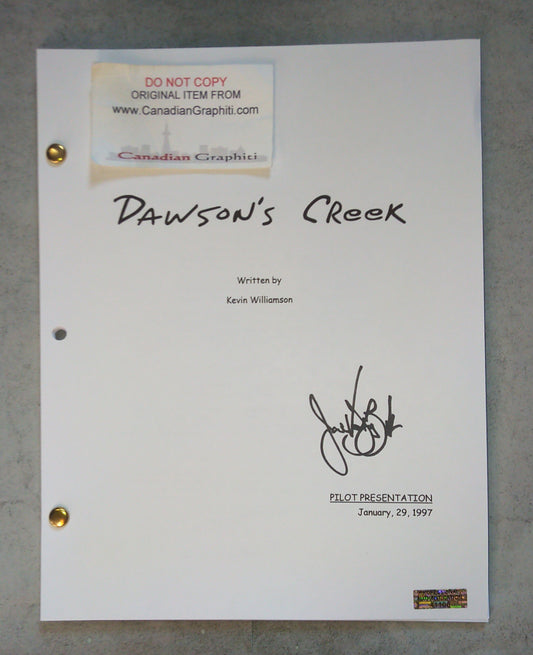 DO NOT COPY
ORIGINAL ITEM FROM
www.CanadianGraphiti.com
Canadian Graphiti
DAWSON'S CREEK
Written by
Kevin Williamson
PILOT PRESENTATION
January, 29, 1997